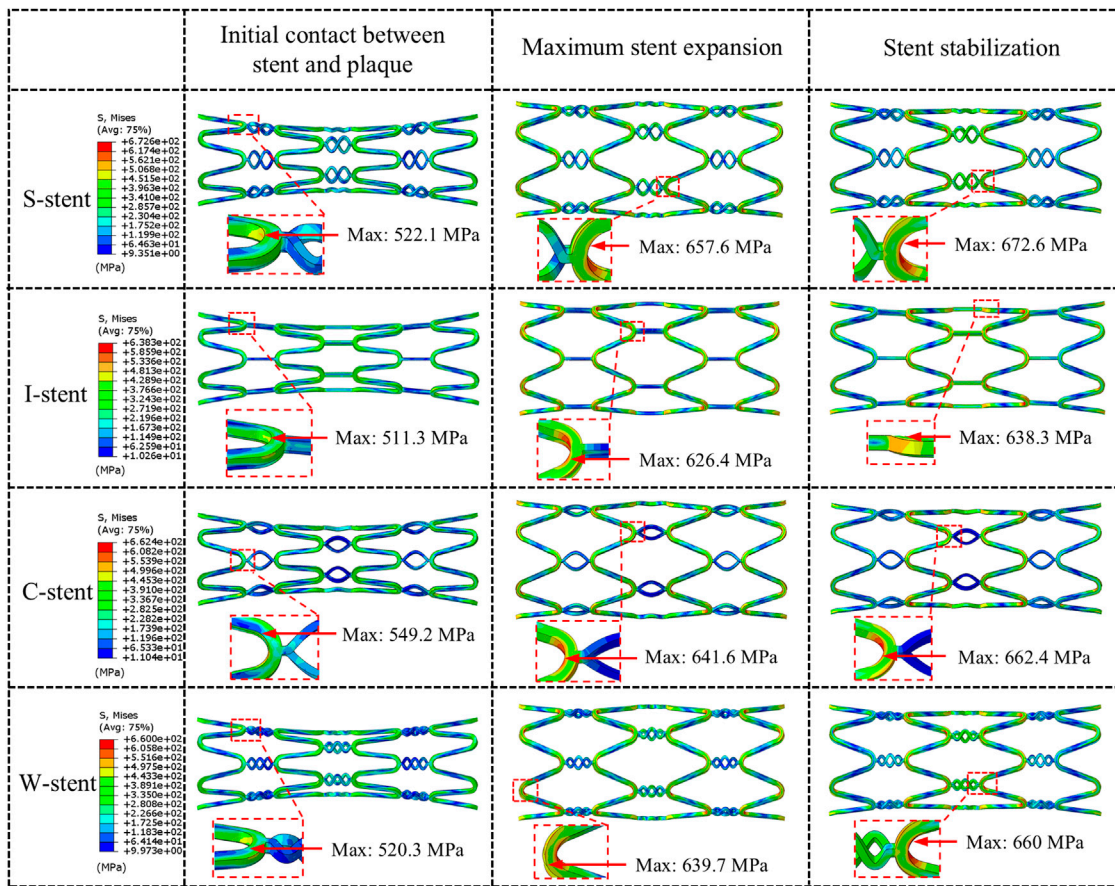 Initial contact between
stent and plaque
Maximum stent expansion
Stent stabilization
S-stent
S, Mises
(Avg: 75%)
+6.726e+02
+6.174e+02
+5.621e+02
+5.068e+02
+4.515e+02
+3.963e+02
+3.410e+02
+2.857e+02
+2.304e+02
+1.752e+02
+1.199e+02
+6.463e+01
+9.351e+00
(MPa)
Max: 522.1 MPa
Max: 657.6 MPa
Max: 672.6 MPa
I-stent
S, Mises
(Avg: 75%)
+6.383e+02
+5.859e+02
+5.336e+02
+4.813e+02
+4.289e+02
+3.766e+02
+3.243e+02
+2.719e+02
+2.196e+02
+1.673e+02
+1.149e+02
+6.259e+01
+1.026e+01
(MPa)
Max: 511.3 MPa
Max: 626.4 MPa
Max: 638.3 MPa
C-stent
S, Mises
(Avg: 75%)
+6.624e+02
+6.082e+02
+5.539e+02
+4.996e+02
+4.453e+02
+3.910e+02
+3.367e+02
+2.825e+02
+2.282e+02
+1.739e+02
+1.196e+02
+6.533e+01
+1.104e+01
(MPa)
Max: 549.2 MPa
Max: 641.6 MPa
Max: 662.4 MPa
W-stent
S, Mises
(Avg: 75%)
+6.600e+02
+6.058e+02
+5.516e+02
+4.975e+02
+4.433e+02
+3.891e+02
+3.350e+02
+2.808e+02
+2.266e+02
+1.725e+02
+1.183e+02
+6.414e+01
+9.973e+00
(MPa)
Max: 520.3 MPa
Max: 639.7 MPa
Max: 660 MPa